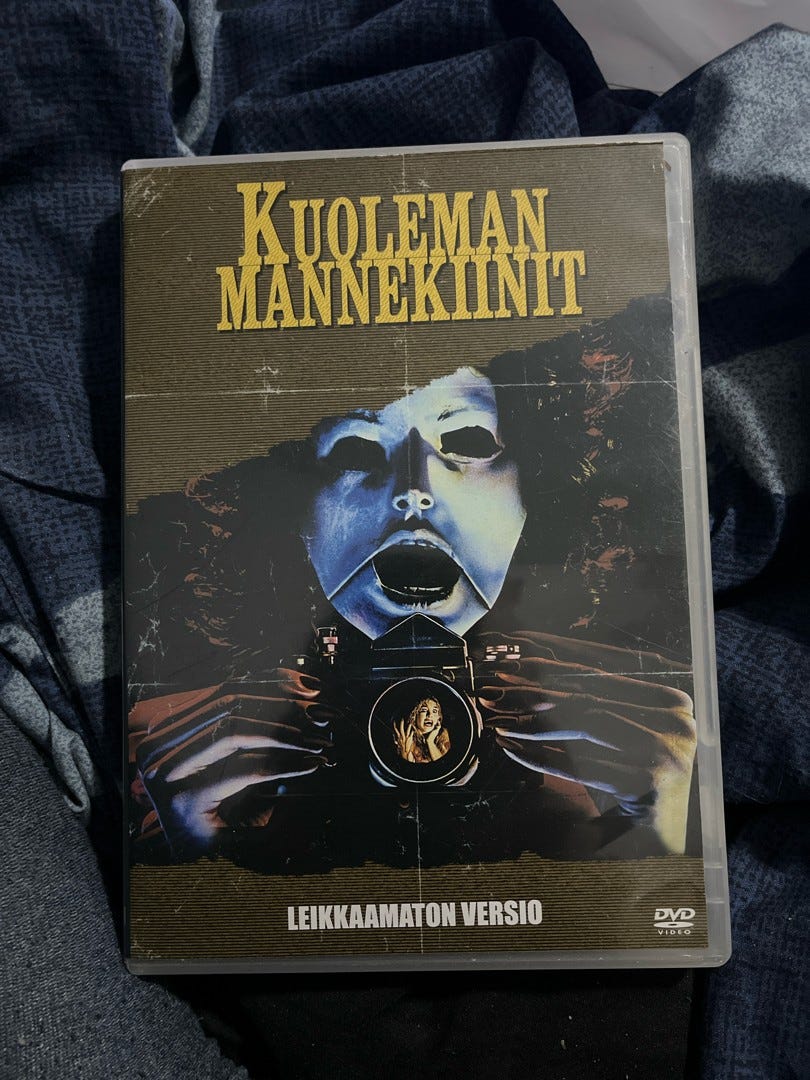 KUOLEMAN
MANNEKIINIT
LEIKKAAMATON VERSIO
DVD
VIDEO